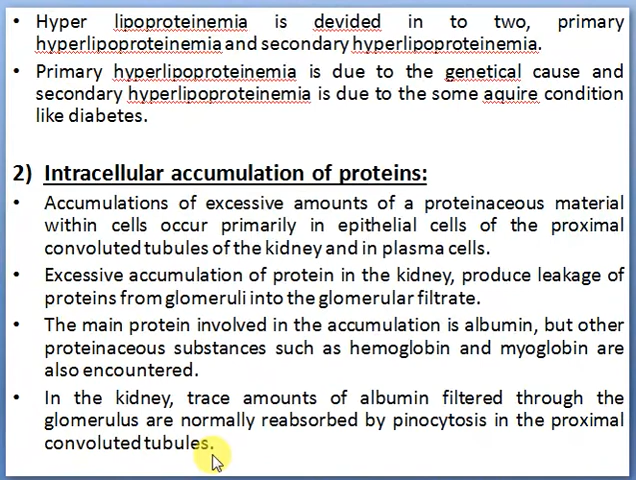 • Hyper lipoproteinemia is devided in to two, primary
hyperlipoproteinemia and secondary hyperlipoproteinemia.
• Primary hyperlipoproteinemia is due to the genetical cause and
secondary hyperlipoproteinemia is due to the some aquire condition
like diabetes.
2) Intracellular accumulation of proteins:
• Accumulations of excessive amounts of a proteinaceous material
within cells occur primarily in epithelial cells of the proximal
convoluted tubules of the kidney and in plasma cells.
• Excessive accumulation of protein in the kidney, produce leakage of
proteins from glomeruli into the glomerular filtrate.
• The main protein involved in the accumulation is albumin, but other
proteinaceous substances such as hemoglobin and myoglobin are
also encountered.
• In the kidney, trace amounts of albumin filtered through the
glomerulus are normally reabsorbed by pinocytosis in the proximal
convoluted tubules.